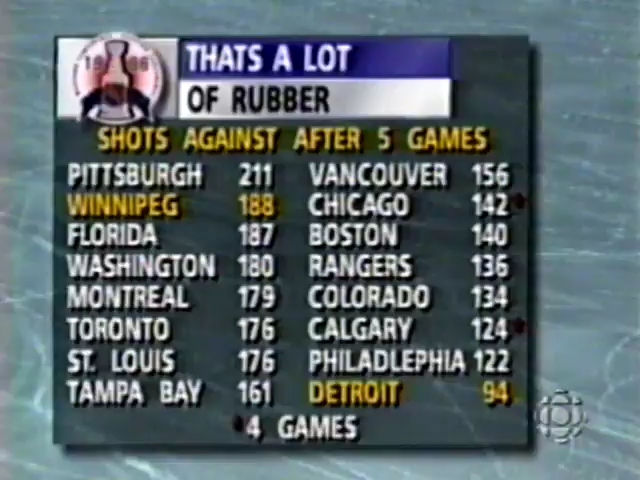 19 96
THATS A LOT
OF RUBBER
SHOTS AGAINST AFTER 5 GAMES
PITTSBURGH 211 VANCOUVER 156
WINNIPEG 188 CHICAGO 142*
FLORIDA 187 BOSTON 140
WASHINGTON 180 RANGERS 136
MONTREAL 179 COLORADO 134
TORONTO 176 CALGARY 124*
ST. LOUIS 176 PHILADLEPHIA 122
TAMPA BAY 161 DETROIT 94
*4 GAMES